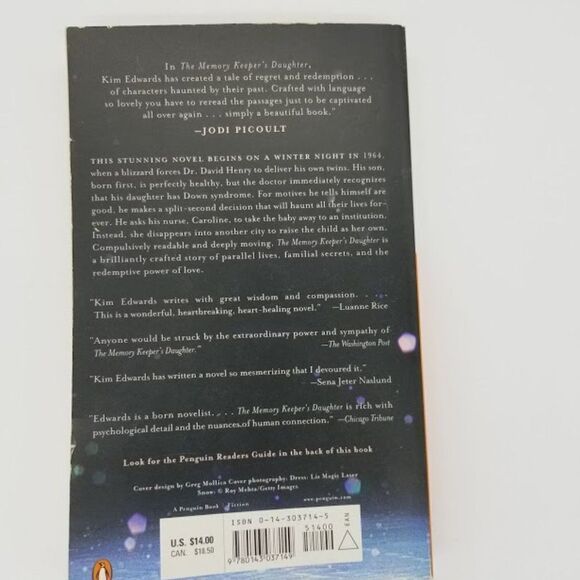 In The Memory Keeper's Daughter,
Kim Edwards has created a tale of regret and redemption . . .
of characters haunted by their past. Crafted with language
so lovely you have to reread the passages just to be captivated
all over again . . . simply a beautiful book."
—JODI PICOULT
THIS STUNNING NOVEL BEGINS ON A WINTER NIGHT IN 1964,
when a blizzard forces Dr. David Henry to deliver his own twins. His son,
born first, is perfectly healthy, but the doctor immediately recognizes
that his daughter has Down syndrome. For motives he tells himself are
good, he makes a split-second decision that will haunt all their lives for-
ever. He asks his nurse, Caroline, to take the baby away to an institution.
Instead, she disappears into another city to raise the child as her own.
Compulsively readable and deeply moving, The Memory Keeper's Daughter is
a brilliantly crafted story of parallel lives, familial secrets, and the
redemptive power of love.
"Kim Edwards writes with great wisdom and compassion. . . .
This is a wonderful, heartbreaking, heart-healing novel." —Luanne Rice
"Anyone would be struck by the extraordinary power and sympathy of
The Memory Keeper's Daughter." —The Washington Post
"Kim Edwards has written a novel so mesmerizing that I devoured it."
—Sena Jeter Naslund
"Edwards is a born novelist. . . . The Memory Keeper's Daughter is rich with
psychological detail and the nuances of human connection." —Chicago Tribune
Look for the Penguin Readers Guide in the back of this book
Cover design by Greg Mollica Cover photography: Dress: Liz Magic Laser
Snow: © Roy Mehta/Getty Images
A Penguin Book Fiction
www.penguin.com
U.S. $14.00
CAN. $18.50
ISBN 0-14-303714-5
51400
EAN
9 780143 037149